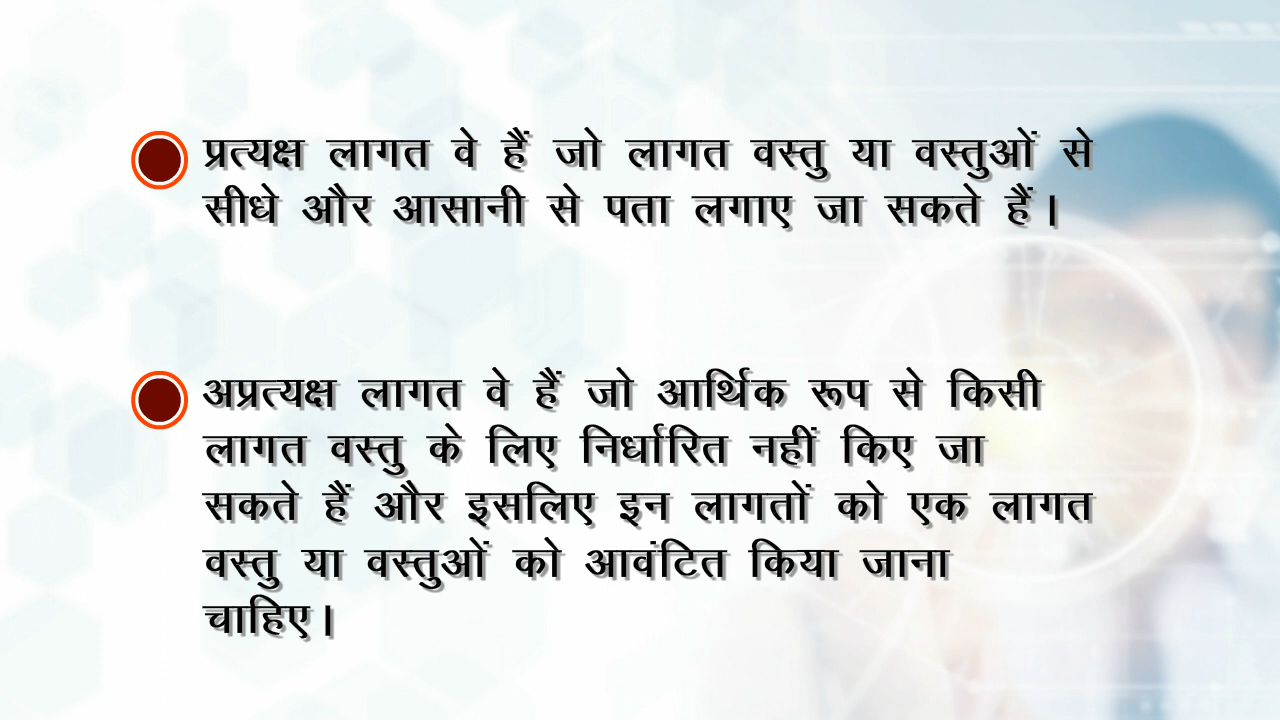 प्रत्यक्ष लागत वे हैं जो लागत वस्तु या वस्तुओं से
सीधे और आसानी से पता लगाए जा सकते हैं।
अप्रत्यक्ष लागत वे हैं जो आर्थिक रूप से किसी
लागत वस्तु के लिए निर्धारित नहीं किए जा
सकते हैं और इसलिए इन लागतों को एक लागत
वस्तु या वस्तुओं को आवंटित किया जाना
चाहिए।